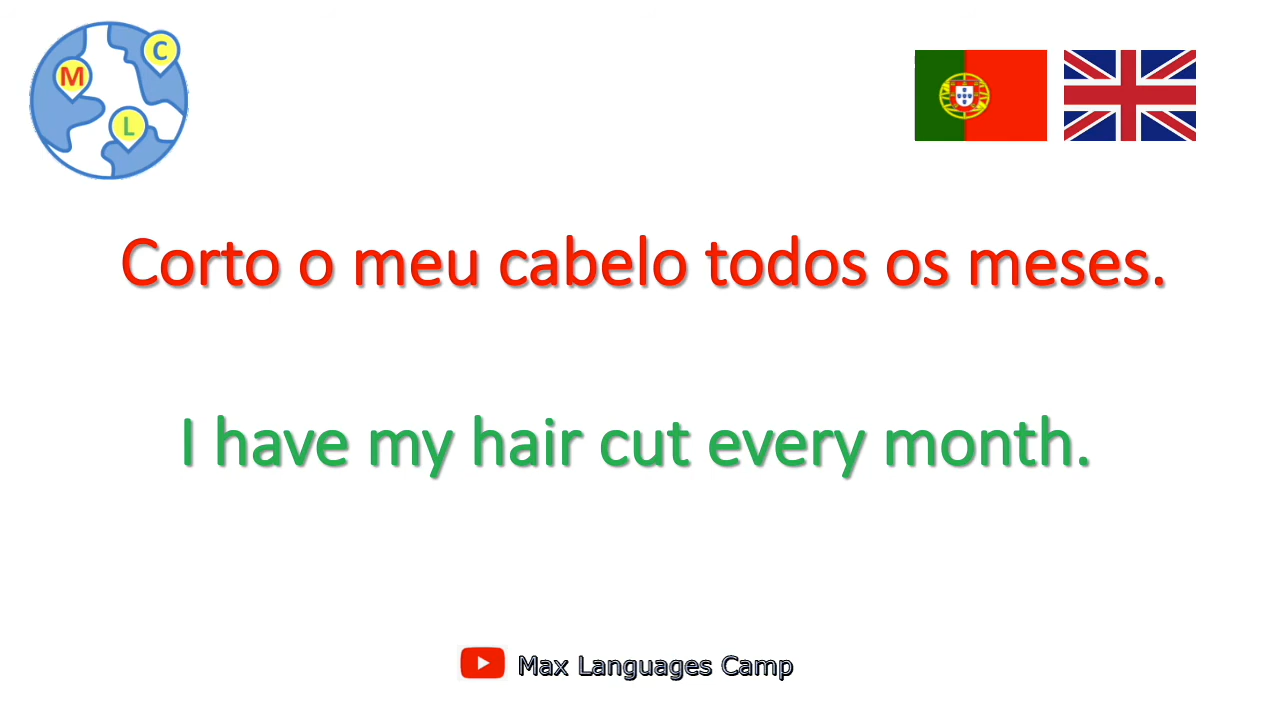 M
C
L
Corto o meu cabelo todos os meses.
I have my hair cut every month.
Max Languages Camp